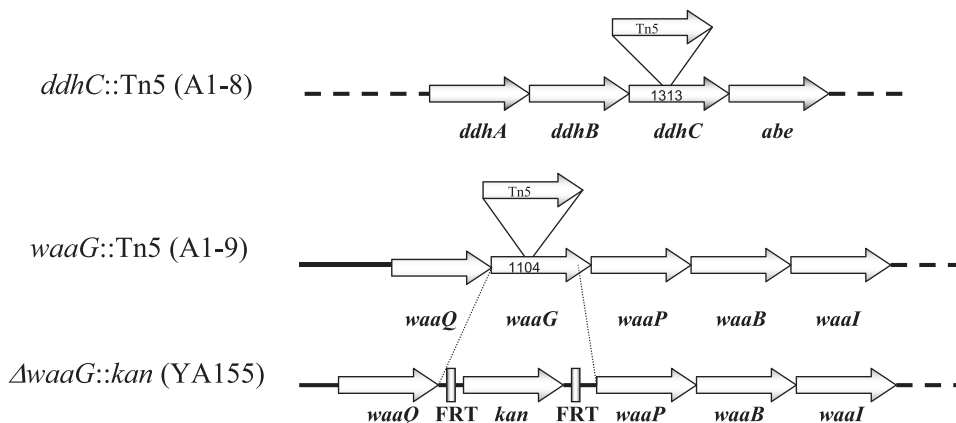 Tn5
ddhC::Tn5 (A1-8)
1313
ddhA ddhB ddhC abe
Tn5
waaG::Tn5 (A1-9)
1104
waaQ waaG waaP waaB waaI
ΔwaaG::kan (YA155)
waaQ FRT kan FRT waaP waaB waaI